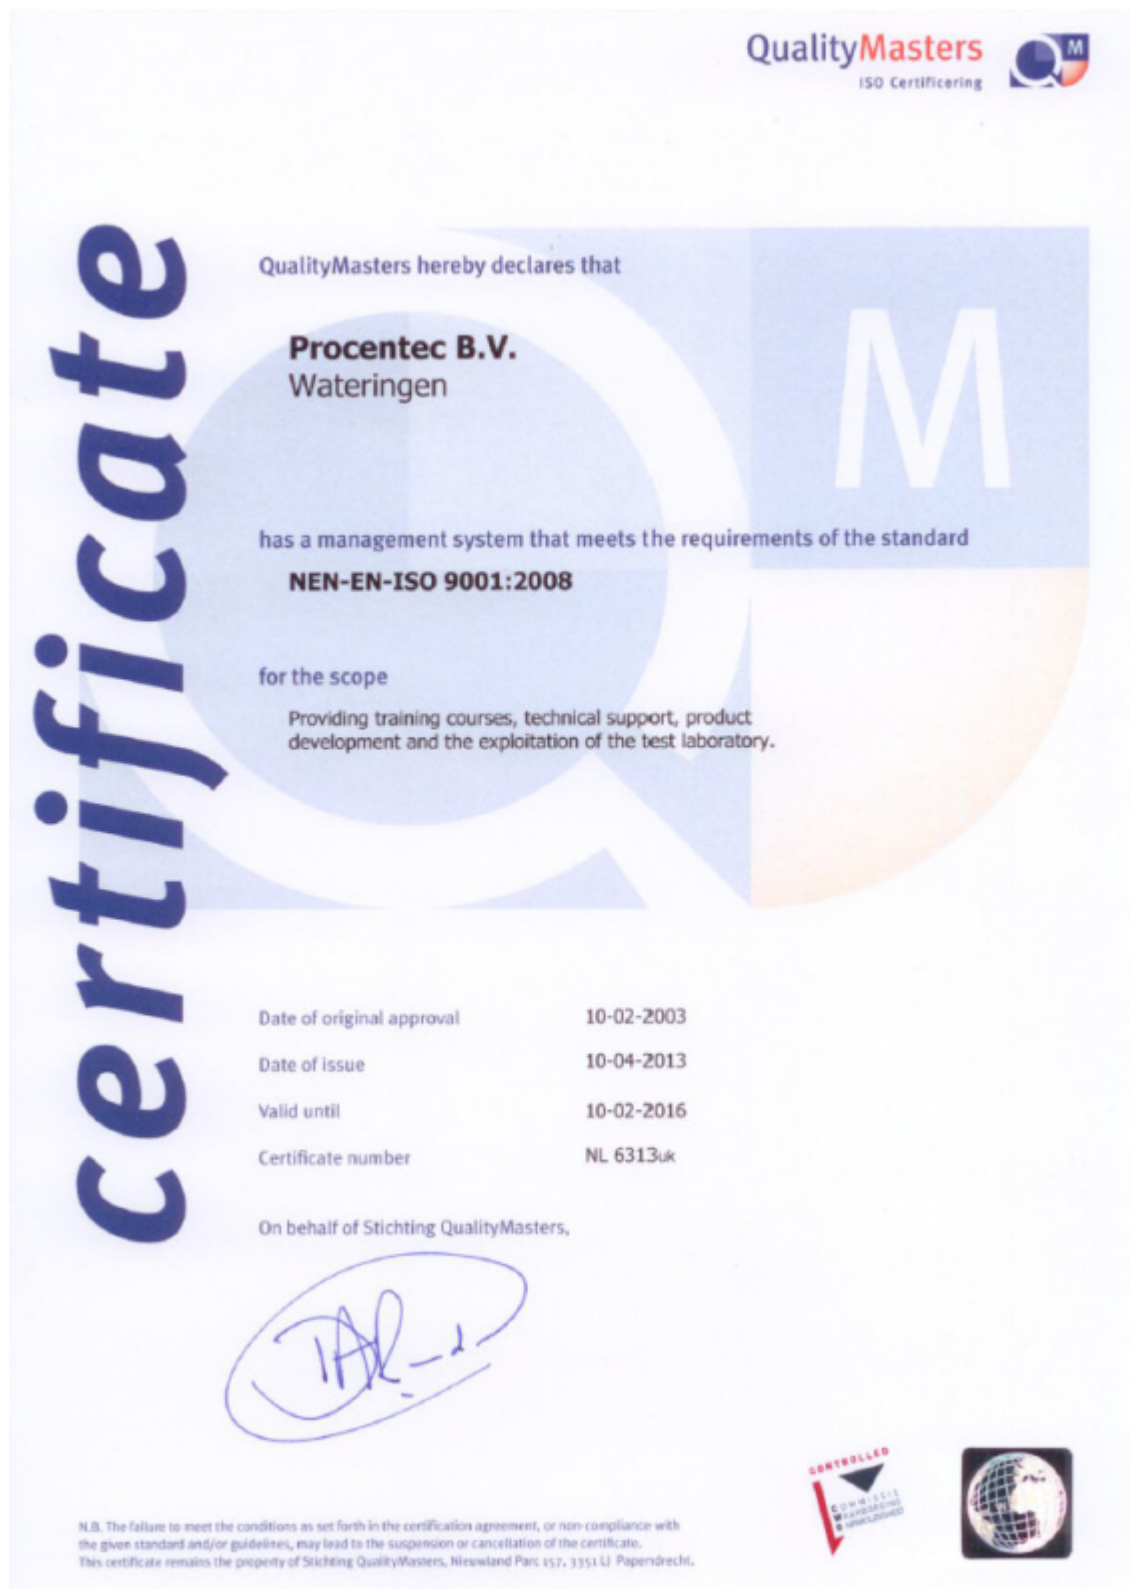 QualityMasters
ISO Certificering
M
certificate
QualityMasters hereby declares that
M
Procentec B.V.
Wateringen
has a management system that meets the requirements of the standard
NEN-EN-ISO 9001:2008
for the scope
Providing training courses, technical support, product
development and the exploitation of the test laboratory.
Date of original approval 10-02-2003
Date of issue 10-04-2013
Valid until 10-02-2016
Certificate number NL 6313uk
On behalf of Stichting QualityMasters,
CONTROLLED
COMMISSIE
WAARBORGING
N.B. The failure to meet the conditions as set forth in the certification agreement, or non-compliance with
the given standard and/or guidelines, may lead to the suspension or cancellation of the certificate.
This certificate remains the property of Stichting QualityMasters, Nieuwland Parc 157, 3351 LJ Papendrecht.